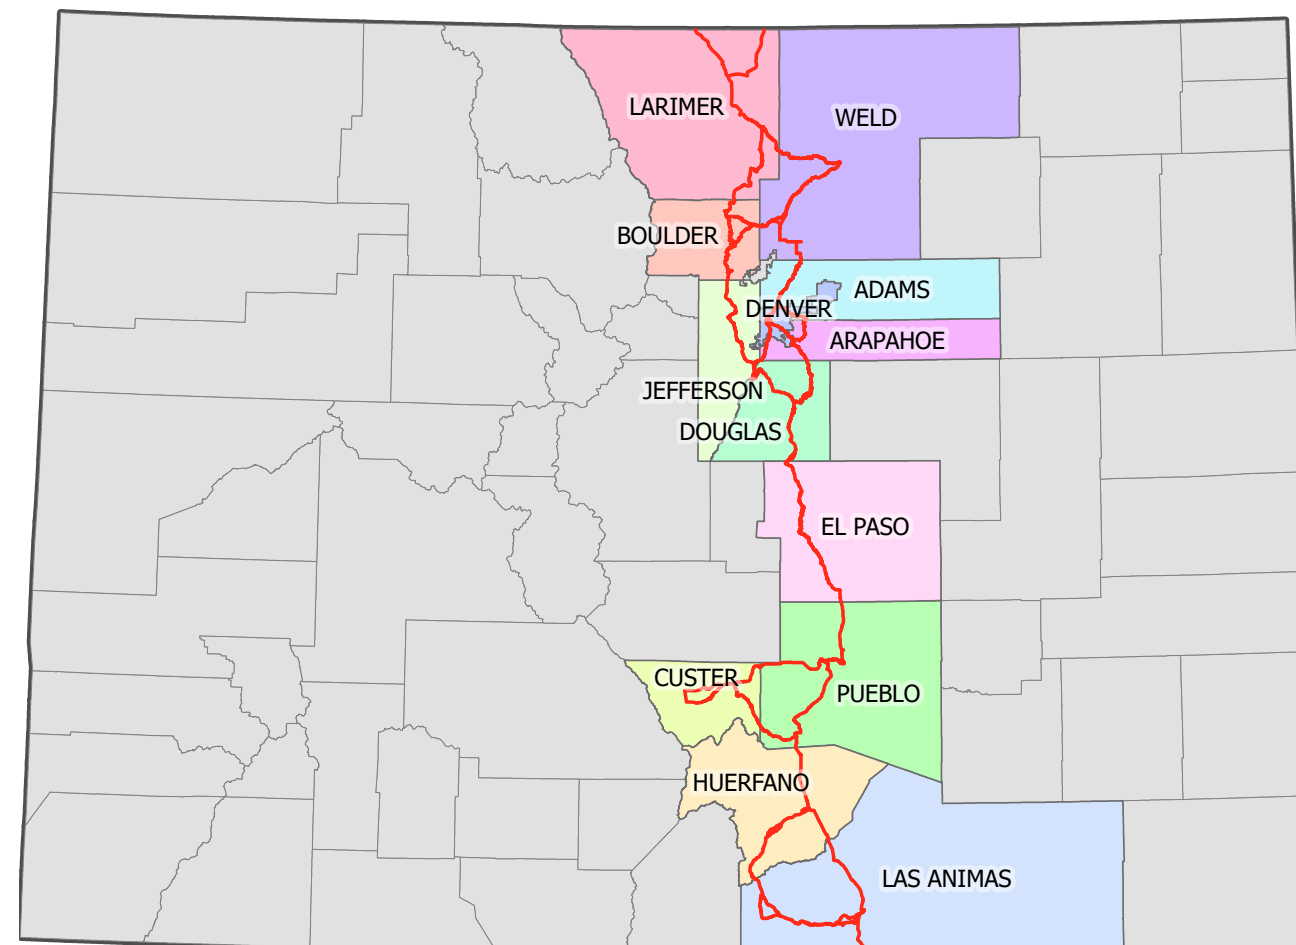 LARIMER
WELD
BOULDER
ADAMS
DENVER
ARAPAHOE
JEFFERSON
DOUGLAS
EL PASO
CUSTER
PUEBLO
HUERFANO
LAS ANIMAS